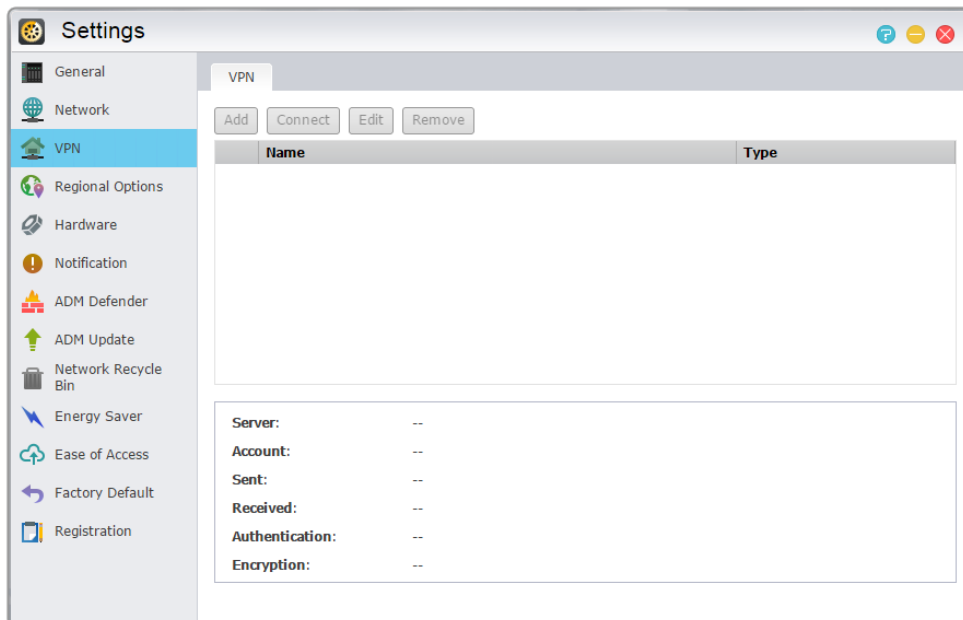 Settings
General
Network
VPN
Regional Options
Hardware
Notification
ADM Defender
ADM Update
Network Recycle
Bin
Energy Saver
Ease of Access
Factory Default
Registration
VPN
Add Connect Edit Remove
Name Type
Server: --
Account: --
Sent: --
Received: --
Authentication: --
Encryption: --